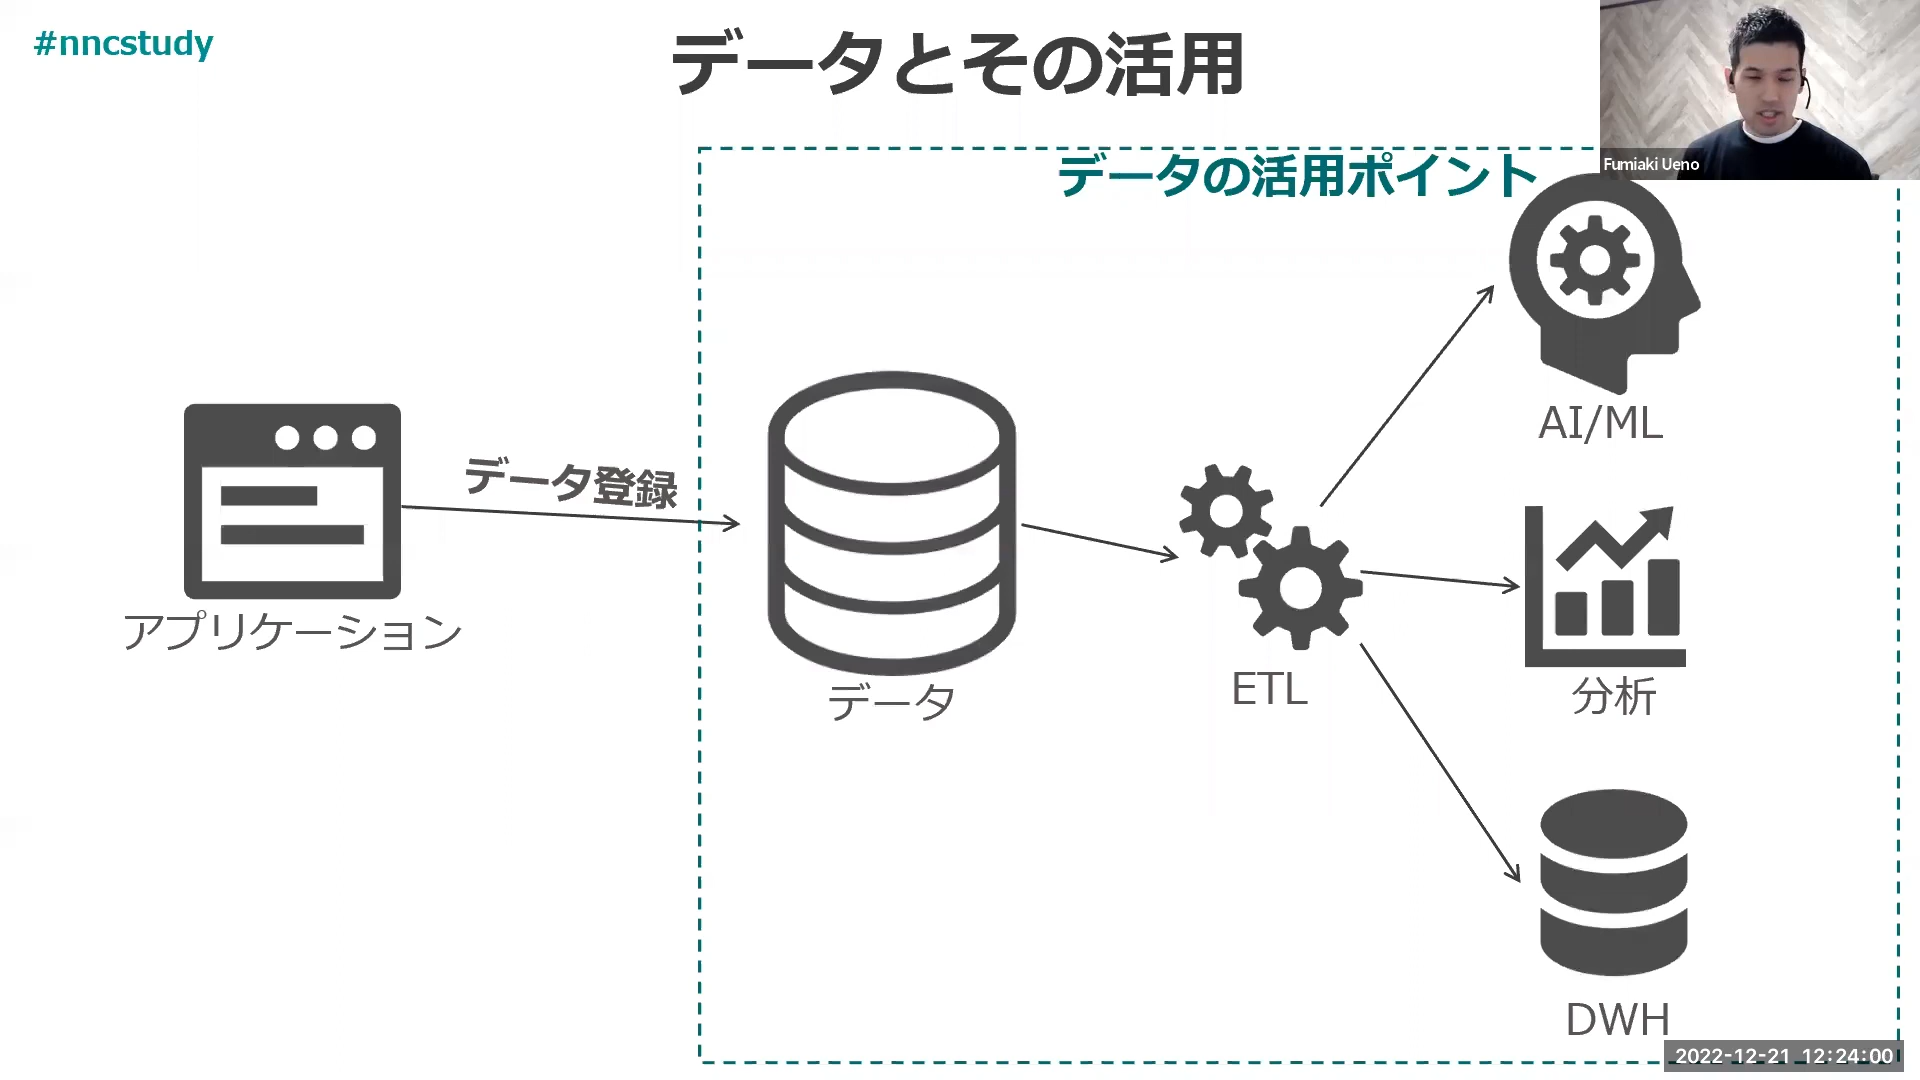 #nncstudy
データとその活用
Fumiaki Ueno
データの活用ポイント
データ登録
アプリケーション
データ
ETL
AI/ML
分析
DWH
2022-12-21 12:24:00